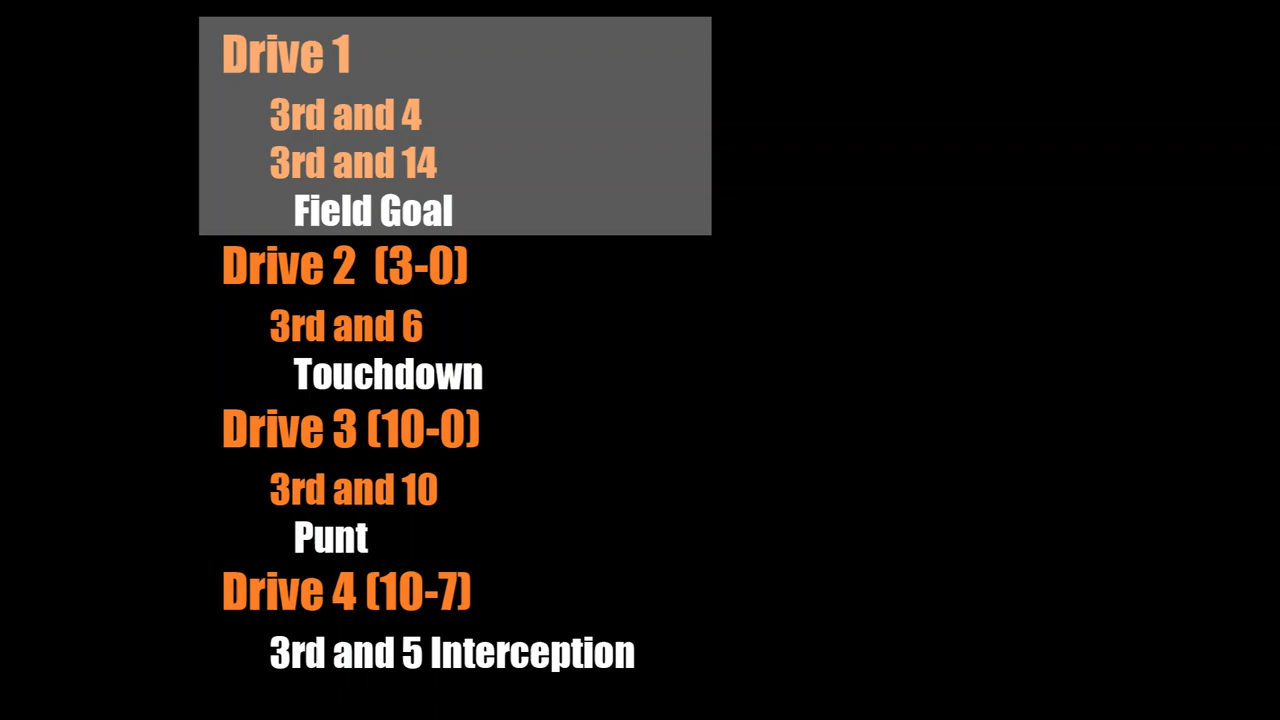 Drive 1
3rd and 4
3rd and 14
Field Goal
Drive 2 (3-0)
3rd and 6
Touchdown
Drive 3 (10-0)
3rd and 10
Punt
Drive 4 (10-7)
3rd and 5 Interception